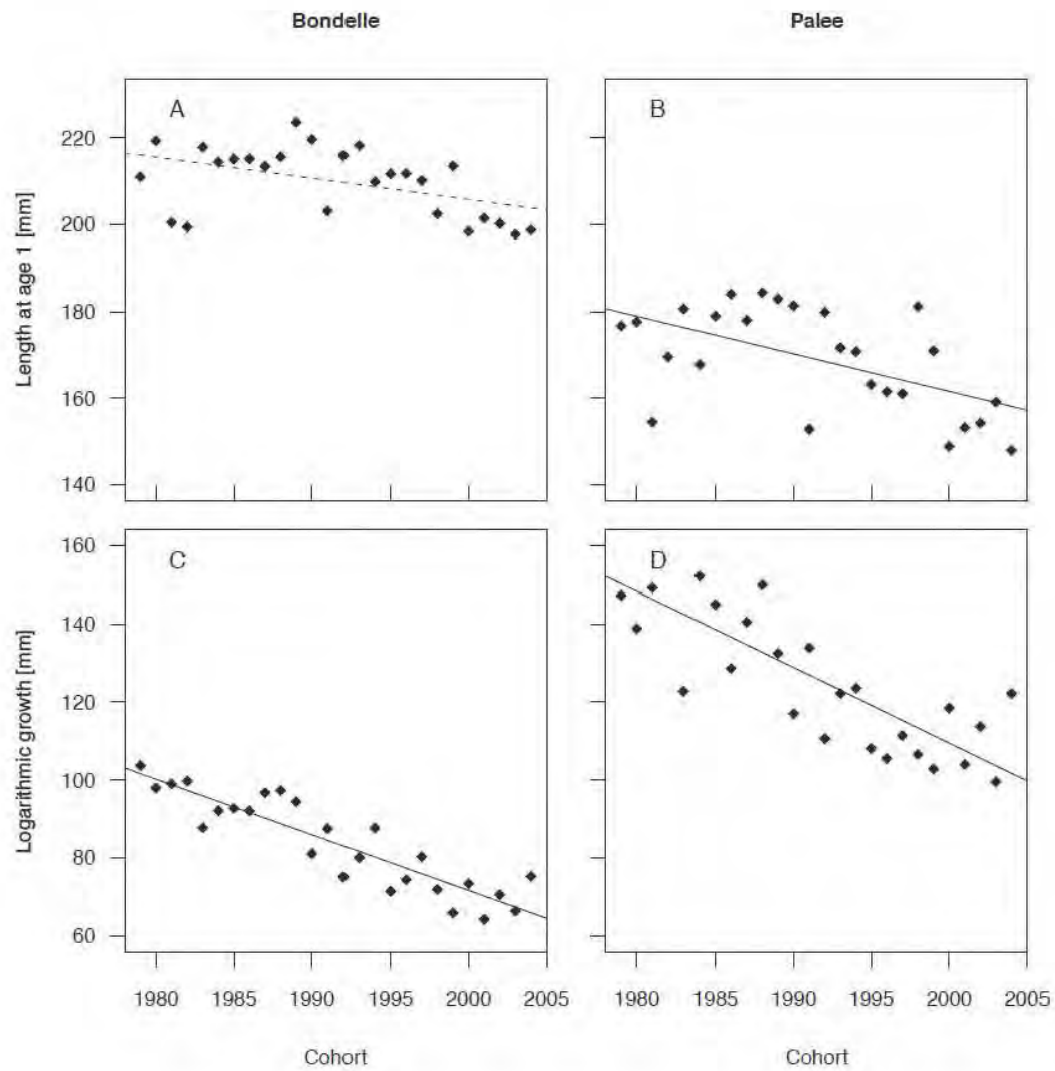 Bondelle Palee
A B
Length at age 1 [mm]
220
200
180
160
140
C D
Logarithmic growth [mm]
160
140
120
100
80
60
1980 1985 1990 1995 2000 2005 1980 1985 1990 1995 2000 2005
Cohort Cohort